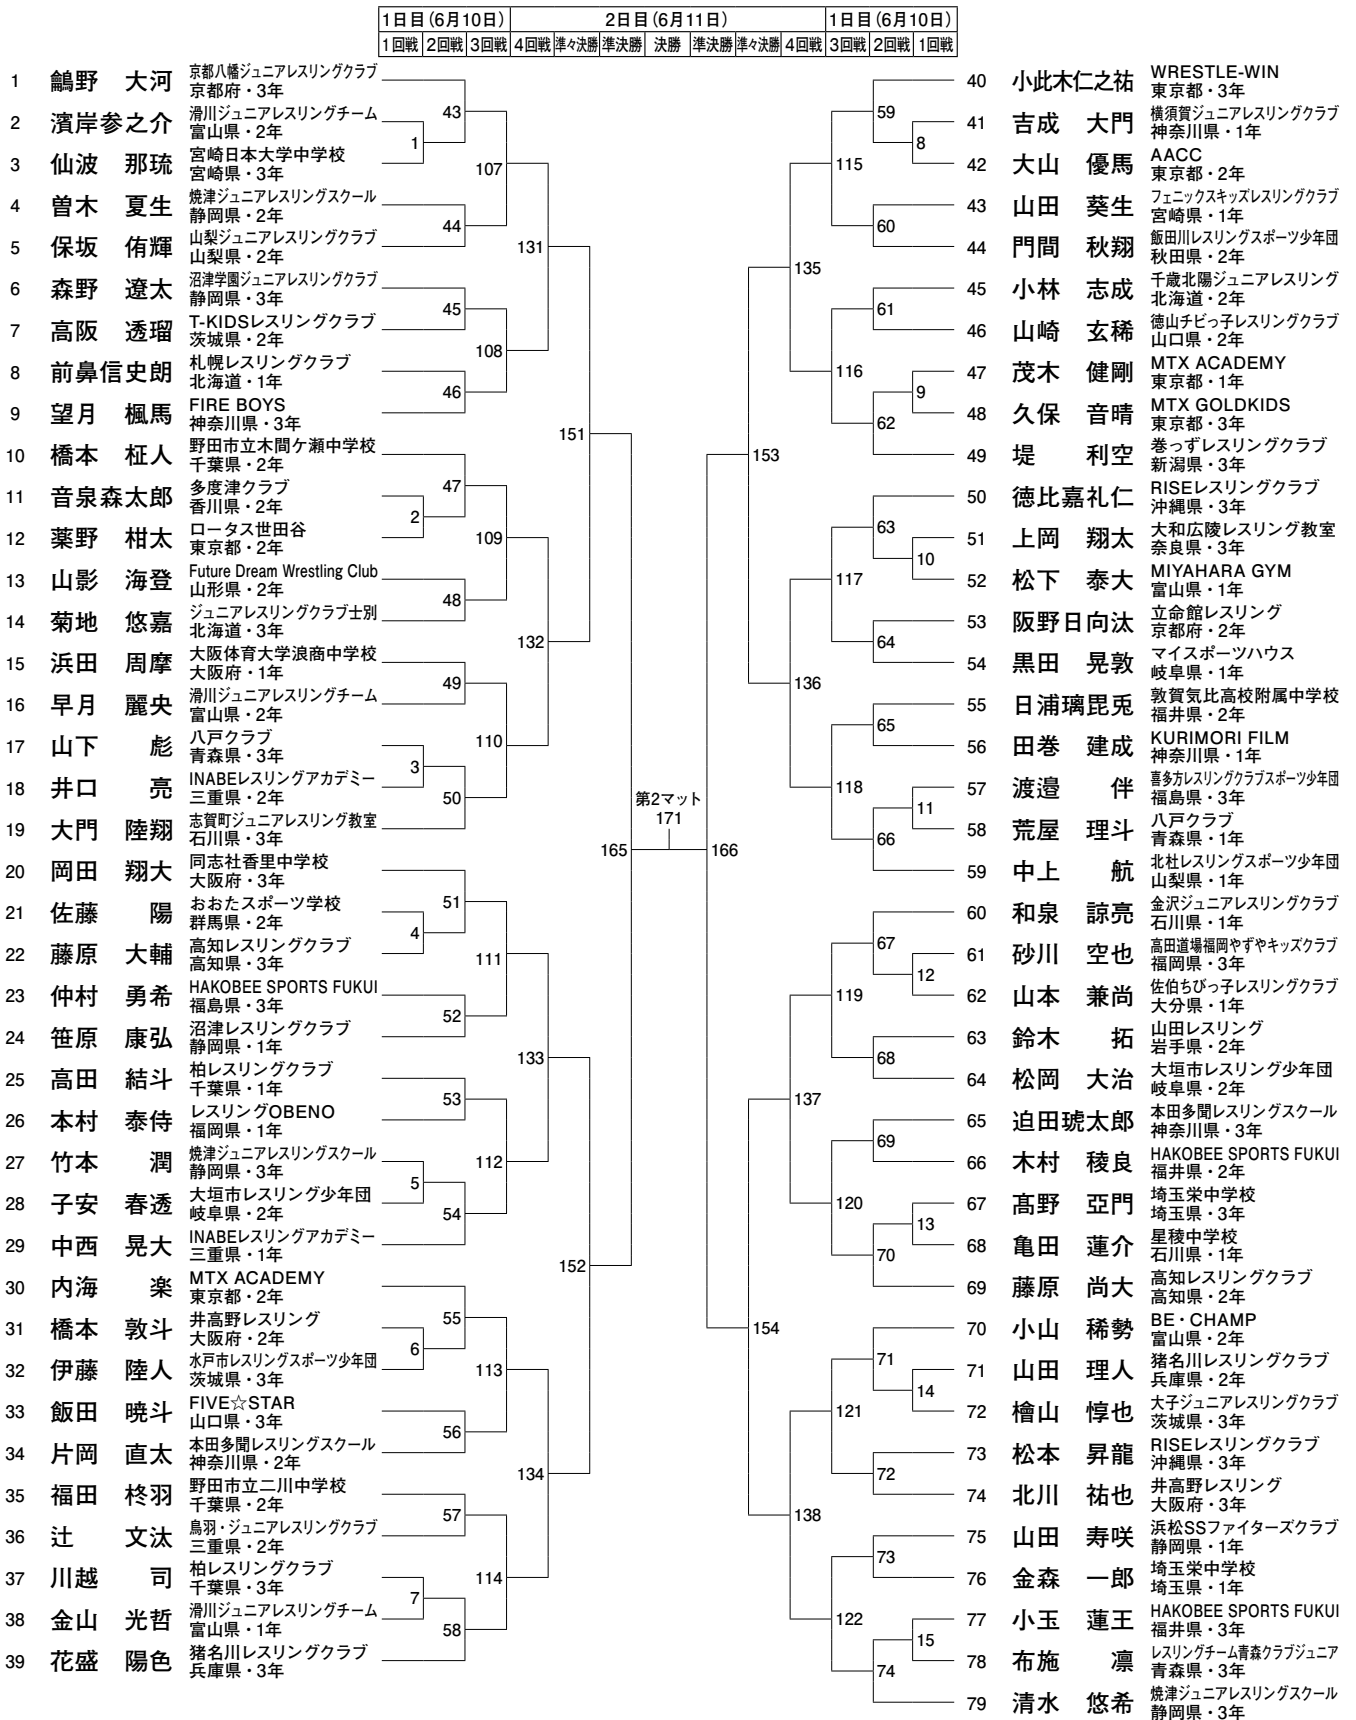 1日目(6月10日) 2日目(6月11日) 1日目(6月10日)
1回戦 2回戦 3回戦 4回戦 準々決勝 準決勝 決勝 準決勝 準々決勝 4回戦 3回戦 2回戦 1回戦
1 鷭野 大河 京都八幡ジュニアレスリングクラブ
京都府・3年
2 濱岸参之介 滑川ジュニアレスリングチーム
富山県・2年
3 仙波 那琉 宮崎日本大学中学校
宮崎県・3年
4 曽木 夏生 焼津ジュニアレスリングスクール
静岡県・2年
5 保坂 侑輝 山梨ジュニアレスリングクラブ
山梨県・2年
6 森野 遼太 沼津学園ジュニアレスリングクラブ
静岡県・3年
7 高阪 透瑠 T-KIDSレスリングクラブ
茨城県・2年
8 前鼻信史朗 札幌レスリングクラブ
北海道・1年
9 望月 楓馬 FIRE BOYS
神奈川県・3年
10 橋本 柾人 野田市立木間ケ瀬中学校
千葉県・2年
11 音泉森太郎 多度津クラブ
香川県・2年
12 薬野 柑太 ロータス世田谷
東京都・2年
13 山影 海登 Future Dream Wrestling Club
山形県・2年
14 菊地 悠嘉 ジュニアレスリングクラブ士別
北海道・3年
15 浜田 周摩 大阪体育大学浪商中学校
大阪府・1年
16 早月 麗央 滑川ジュニアレスリングチーム
富山県・2年
17 山下 彪 八戸クラブ
青森県・3年
18 井口 亮 INABEレスリングアカデミー
三重県・2年
19 大門 陸翔 志賀町ジュニアレスリング教室
石川県・3年
20 岡田 翔大 同志社香里中学校
大阪府・3年
21 佐藤 陽 おおたスポーツ学校
群馬県・2年
22 藤原 大輔 高知レスリングクラブ
高知県・3年
23 仲村 勇希 HAKOBEE SPORTS FUKUI
福島県・3年
24 笹原 康弘 沼津レスリングクラブ
静岡県・1年
25 高田 結斗 柏レスリングクラブ
千葉県・1年
26 本村 泰侍 レスリングOBENO
福岡県・1年
27 竹本 潤 焼津ジュニアレスリングスクール
静岡県・3年
28 子安 春透 大垣市レスリング少年団
岐阜県・2年
29 中西 晃大 INABEレスリングアカデミー
三重県・1年
30 内海 楽 MTX ACADEMY
東京都・2年
31 橋本 敦斗 井高野レスリング
大阪府・2年
32 伊藤 陸人 水戸市レスリングスポーツ少年団
茨城県・3年
33 飯田 暁斗 FIVE☆STAR
山口県・3年
34 片岡 直太 本田多聞レスリングスクール
神奈川県・2年
35 福田 柊羽 野田市立二川中学校
千葉県・2年
36 辻 文汰 鳥羽・ジュニアレスリングクラブ
三重県・2年
37 川越 司 柏レスリングクラブ
千葉県・3年
38 金山 光哲 滑川ジュニアレスリングチーム
富山県・1年
39 花盛 陽色 猪名川レスリングクラブ
兵庫県・3年
1
2
3
4
5
6
7
43
44
45
46
47
48
49
50
51
52
53
54
55
56
57
58
107
108
109
110
111
112
113
114
131
132
133
134
151
152
165
第2マット
171
166
153
154
135
136
137
138
115
116
117
118
119
120
121
122
59
60
61
62
63
64
65
66
67
68
69
70
71
72
73
74
8
9
10
11
12
13
14
15
40 小此木仁之祐 WRESTLE-WIN
東京都・3年
41 吉成 大門 横須賀ジュニアレスリングクラブ
神奈川県・1年
42 大山 優馬 AACC
東京都・2年
43 山田 葵生 フェニックスキッズレスリングクラブ
宮崎県・1年
44 門間 秋翔 飯田川レスリングスポーツ少年団
秋田県・2年
45 小林 志成 千歳北陽ジュニアレスリング
北海道・2年
46 山崎 玄稀 徳山チビっ子レスリングクラブ
山口県・2年
47 茂木 健剛 MTX ACADEMY
東京都・1年
48 久保 音晴 MTX GOLDKIDS
東京都・3年
49 堤 利空 巻っずレスリングクラブ
新潟県・3年
50 徳比嘉礼仁 RISEレスリングクラブ
沖縄県・3年
51 上岡 翔太 大和広陵レスリング教室
奈良県・3年
52 松下 泰大 MIYAHARA GYM
富山県・1年
53 阪野日向汰 立命館レスリング
京都府・2年
54 黒田 晃敦 マイスポーツハウス
岐阜県・1年
55 日浦璃毘兎 敦賀気比高校附属中学校
福井県・2年
56 田巻 建成 KURIMORI FILM
神奈川県・1年
57 渡邉 伴 喜多方レスリングクラブスポーツ少年団
福島県・3年
58 荒屋 理斗 八戸クラブ
青森県・1年
59 中上 航 北杜レスリングスポーツ少年団
山梨県・1年
60 和泉 諒亮 金沢ジュニアレスリングクラブ
石川県・1年
61 砂川 空也 高田道場福岡やずやキッズクラブ
福岡県・3年
62 山本 兼尚 佐伯ちびっ子レスリングクラブ
大分県・1年
63 鈴木 拓 山田レスリング
岩手県・2年
64 松岡 大治 大垣市レスリング少年団
岐阜県・2年
65 迫田琥太郎 本田多聞レスリングスクール
神奈川県・3年
66 木村 稜良 HAKOBEE SPORTS FUKUI
福井県・2年
67 髙野 亞門 埼玉栄中学校
埼玉県・3年
68 亀田 蓮介 星稜中学校
石川県・1年
69 藤原 尚大 高知レスリングクラブ
高知県・2年
70 小山 稀勢 BE・CHAMP
富山県・2年
71 山田 理人 猪名川レスリングクラブ
兵庫県・2年
72 檜山 惇也 大子ジュニアレスリングクラブ
茨城県・3年
73 松本 昇龍 RISEレスリングクラブ
沖縄県・3年
74 北川 祐也 井高野レスリング
大阪府・3年
75 山田 寿咲 浜松SSファイターズクラブ
静岡県・1年
76 金森 一郎 埼玉栄中学校
埼玉県・1年
77 小玉 蓮王 HAKOBEE SPORTS FUKUI
福井県・3年
78 布施 凛 レスリングチーム青森クラブジュニア
青森県・3年
79 清水 悠希 焼津ジュニアレスリングスクール
静岡県・3年